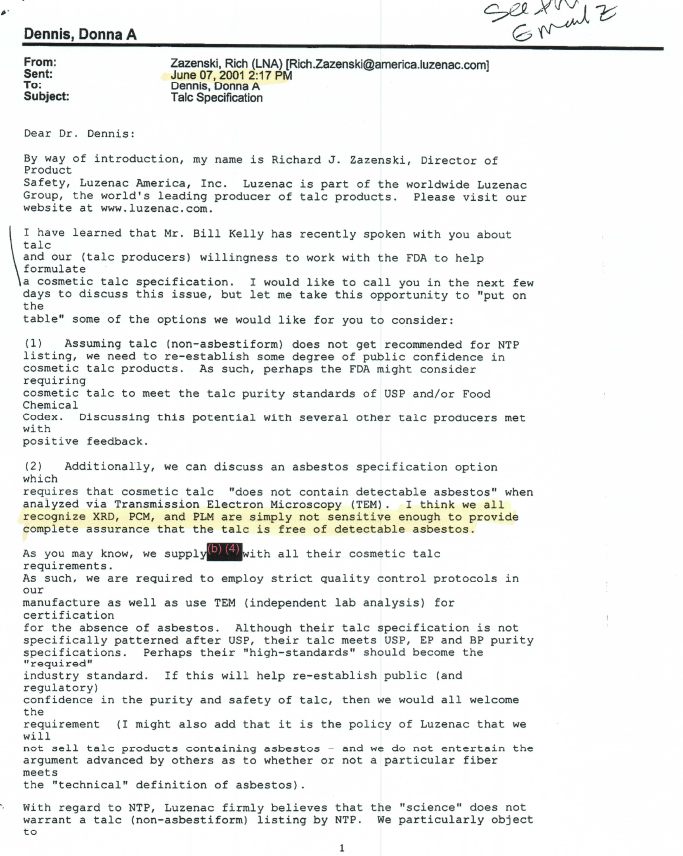 See
Email 2
Dennis, Donna A
From: Zazenski, Rich (LNA) [Rich.Zazenski@america.luzenac.com]
Sent: June 07, 2001 2:17 PM
To: Dennis, Donna A
Subject: Talc Specification
Dear Dr. Dennis:
By way of introduction, my name is Richard J. Zazenski, Director of
Product
Safety, Luzenac America, Inc. Luzenac is part of the worldwide Luzenac
Group, the world's leading producer of talc products. Please visit our
website at www.luzenac.com.
I have learned that Mr. Bill Kelly has recently spoken with you about
talc
and our (talc producers) willingness to work with the FDA to help
formulate
a cosmetic talc specification. I would like to call you in the next few
days to discuss this issue, but let me take this opportunity to "put on
the
table" some of the options we would like for you to consider:
(1) Assuming talc (non-asbestiform) does not get recommended for NTP
listing, we need to re-establish some degree of public confidence in
cosmetic talc products. As such, perhaps the FDA might consider
requiring
cosmetic talc to meet the talc purity standards of USP and/or Food
Chemical
Codex. Discussing this potential with several other talc producers met
with
positive feedback.
(2) Additionally, we can discuss an asbestos specification option
which
requires that cosmetic talc "does not contain detectable asbestos" when
analyzed via Transmission Electron Microscopy (TEM). I think we all
recognize XRD, PCM, and PLM are simply not sensitive enough to provide
complete assurance that the talc is free of detectable asbestos.
As you may know, we supply (b) (4) with all their cosmetic talc
requirements.
As such, we are required to employ strict quality control protocols in
our
manufacture as well as use TEM (independent lab analysis) for
certification
for the absence of asbestos. Although their talc specification is not
specifically patterned after USP, their talc meets USP, EP and BP purity
specifications. Perhaps their "high-standards" should become the
"required"
industry standard. If this will help re-establish public (and
regulatory)
confidence in the purity and safety of talc, then we would all welcome
the
requirement (I might also add that it is the policy of Luzenac that we
will
not sell talc products containing asbestos - and we do not entertain the
argument advanced by others as to whether or not a particular fiber
meets
the "technical" definition of asbestos).
With regard to NTP, Luzenac firmly believes that the "science" does not
warrant a talc (non-asbestiform) listing by NTP. We particularly object
to
1